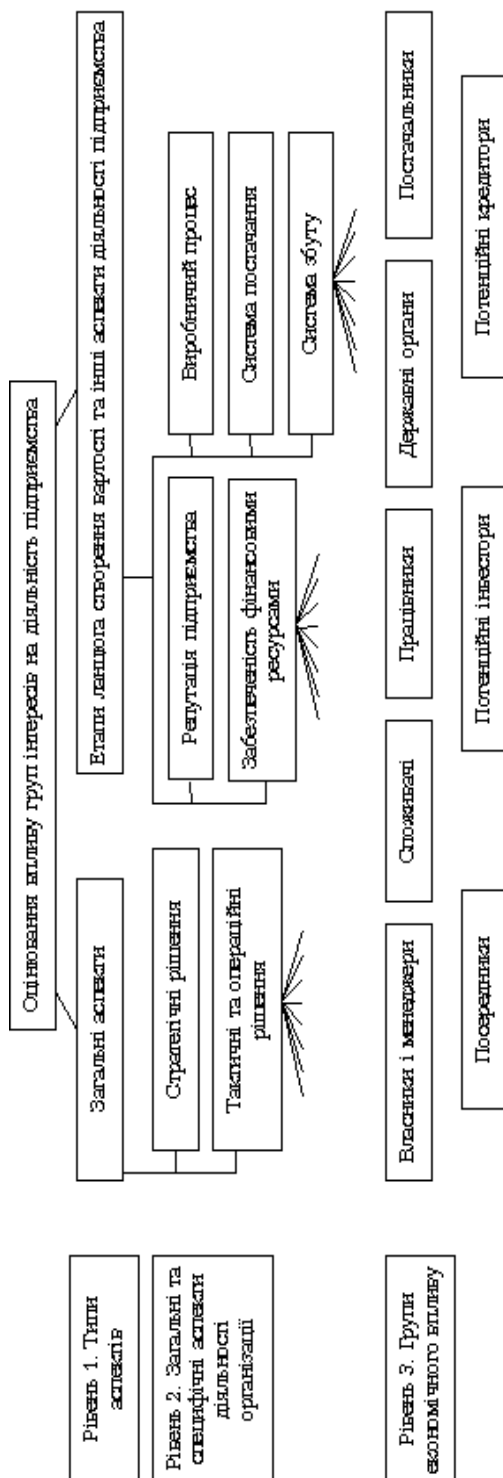 Оцінювання впливу груп інтересів на діяльність підприємства
Рівень 1. Типи
аспектів
Загальні аспекти
Етапи ланцюга створення вартості та інші аспекти діяльності підприємства
Рівень 2. Загальні та
специфічні аспекти
діяльності
організації
Стратегічні рішення
Тактичні та операційні
рішення
Репутація підприємства
Забезпеченість фінансовими
ресурсами
Виробничий процес
Система постачання
Система збуту
Рівень 3. Групи
економічного впливу
Власники і менеджери
Споживачі
Працівники
Державні органи
Постачальники
Посередники
Потенційні інвестори
Потенційні кредитори